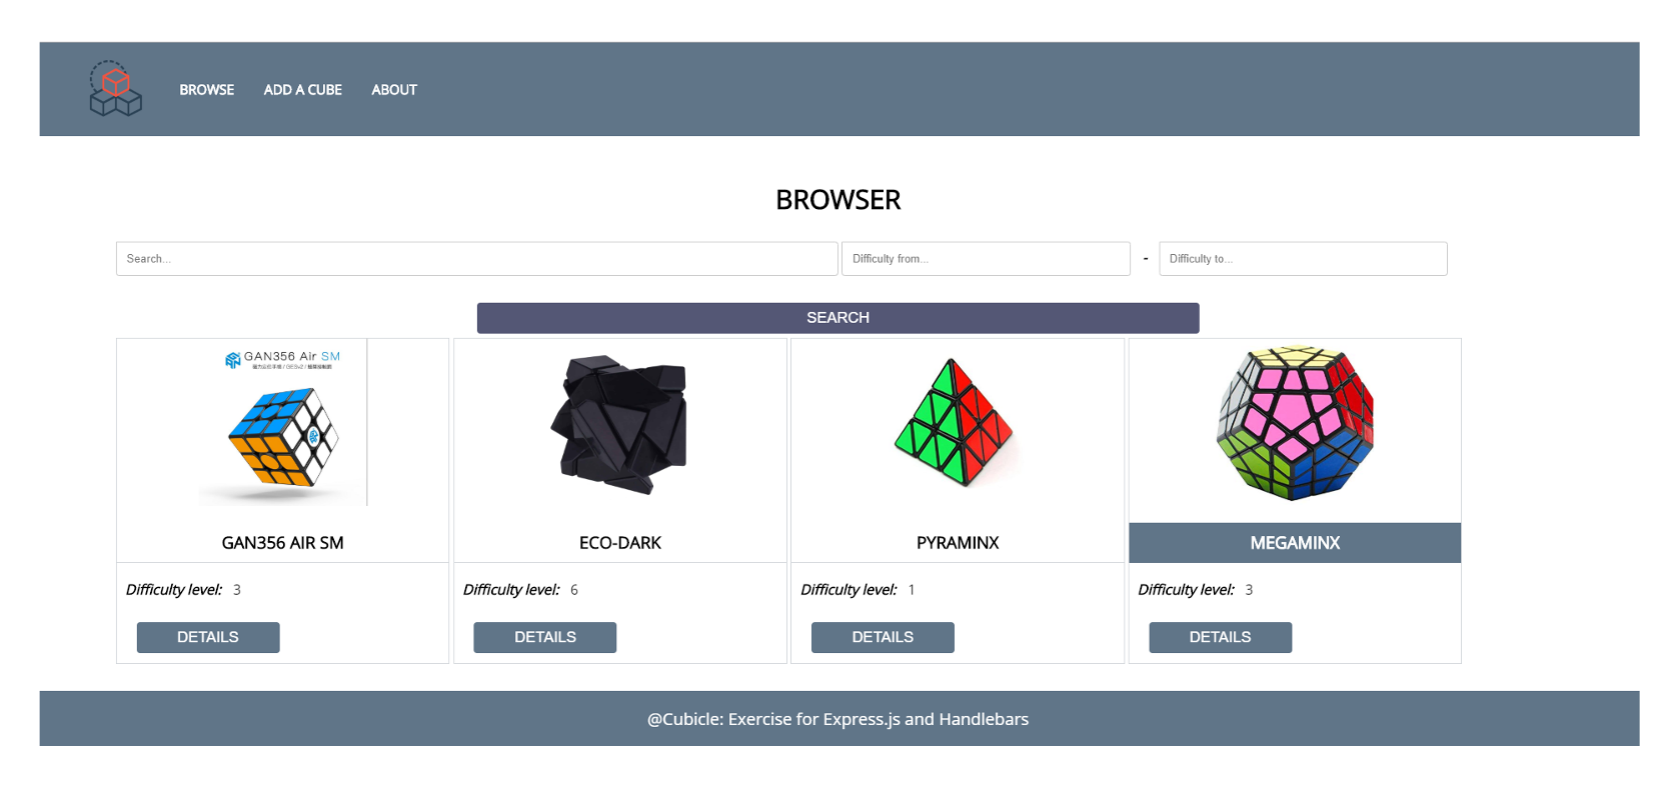 BROWSE ADD A CUBE ABOUT
BROWSER
Search... Difficulty from... - Difficulty to...
SEARCH
GAN356 Air SM
GAN356 AIR SM ECO-DARK PYRAMINX MEGAMINX
Difficulty level: 3 Difficulty level: 6 Difficulty level: 1 Difficulty level: 3
DETAILS DETAILS DETAILS DETAILS
@Cubicle: Exercise for Express.js and Handlebars